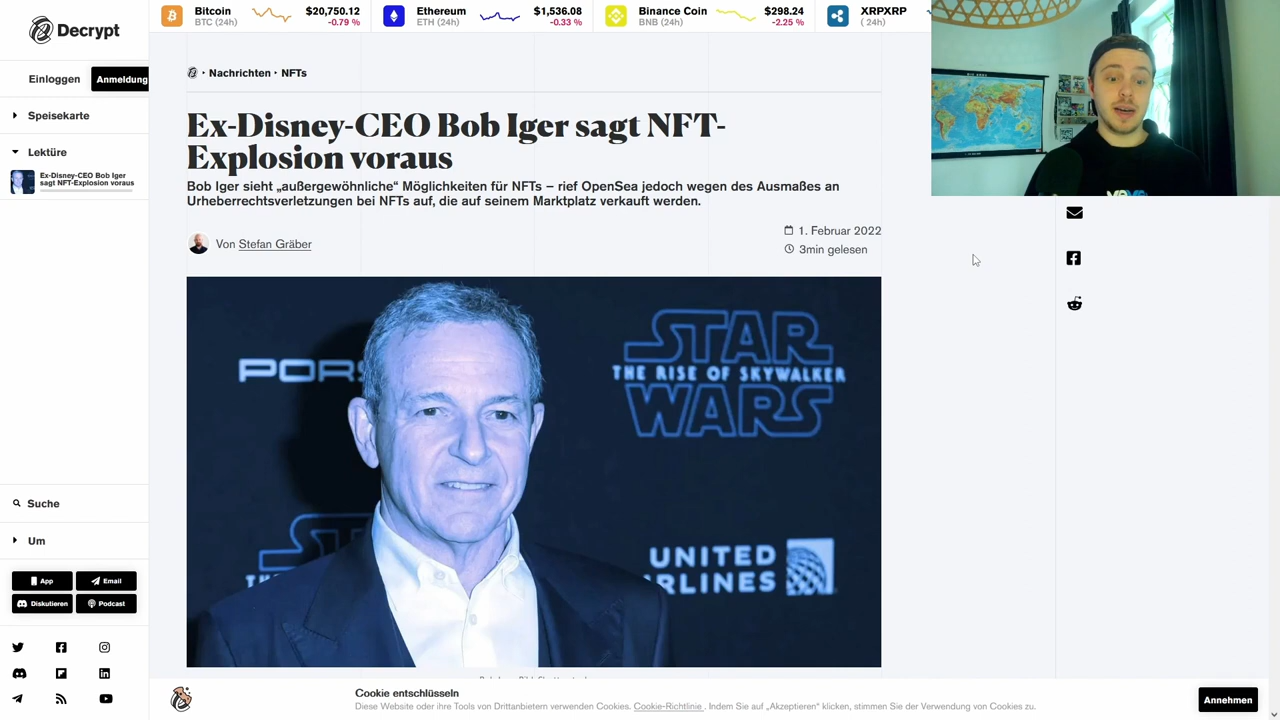 Decrypt
Bitcoin
BTC (24h)
$20,750.12
-0.79 %
Ethereum
ETH (24h)
$1,536.08
-0.33 %
Binance Coin
BNB (24h)
$298.24
-2.25 %
XRPXRP
( 24h)
Einloggen
Anmeldung
Speisekarte
Lektüre
Ex-Disney-CEO Bob Iger
sagt NFT-Explosion voraus
Nachrichten
NFTs
Ex-Disney-CEO Bob Iger sagt NFT-
Explosion voraus
Bob Iger sieht „außergewöhnliche“ Möglichkeiten für NFTs – rief OpenSea jedoch wegen des Ausmaßes an
Urheberrechtsverletzungen bei NFTs auf, die auf seinem Marktplatz verkauft werden.
Von Stefan Gräber
1. Februar 2022
3min gelesen
PORS
STAR
THE RISE OF SKYWALKER
WARS
UNITED
AIRLINES
Suche
Um
App
Email
Diskutieren
Podcast
Cookie entschlüsseln
Diese Website oder ihre Tools von Drittanbietern verwenden Cookies. Cookie-Richtlinie . Indem Sie auf „Akzeptieren“ klicken, stimmen Sie der Verwendung von Cookies zu.
Annehmen